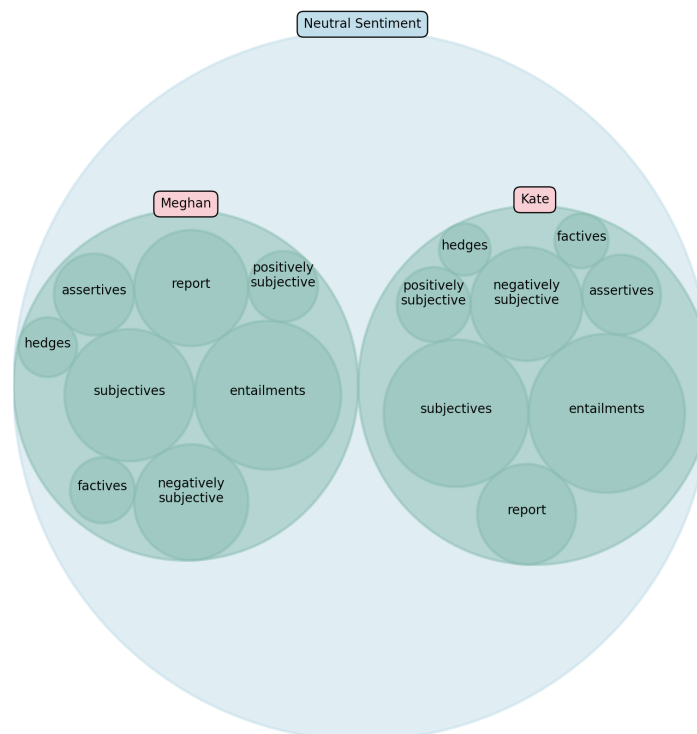 Neutral Sentiment
Meghan
assertives
report
positively
subjective
hedges
subjectives
entailments
factives
negatively
subjective
Kate
hedges
factives
positively
subjective
negatively
subjective
assertives
subjectives
entailments
report